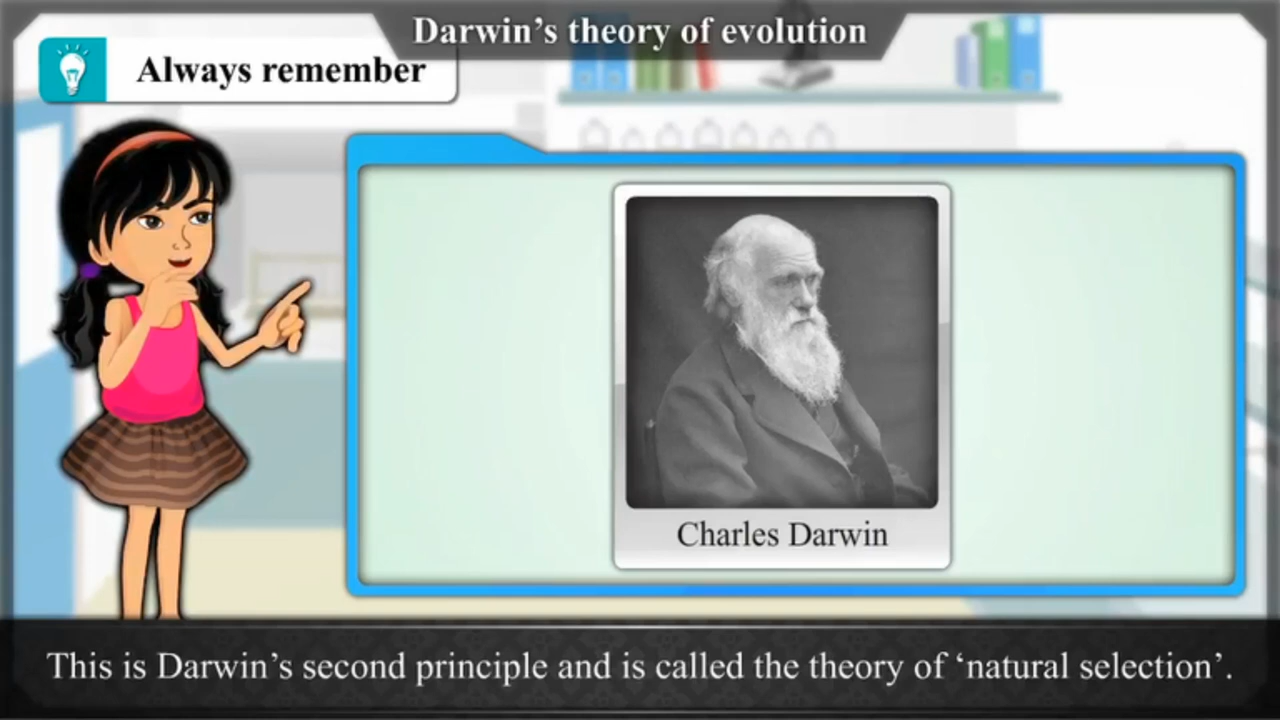 Darwin’s theory of evolution
Always remember
Charles Darwin
This is Darwin’s second principle and is called the theory of ‘natural selection’.